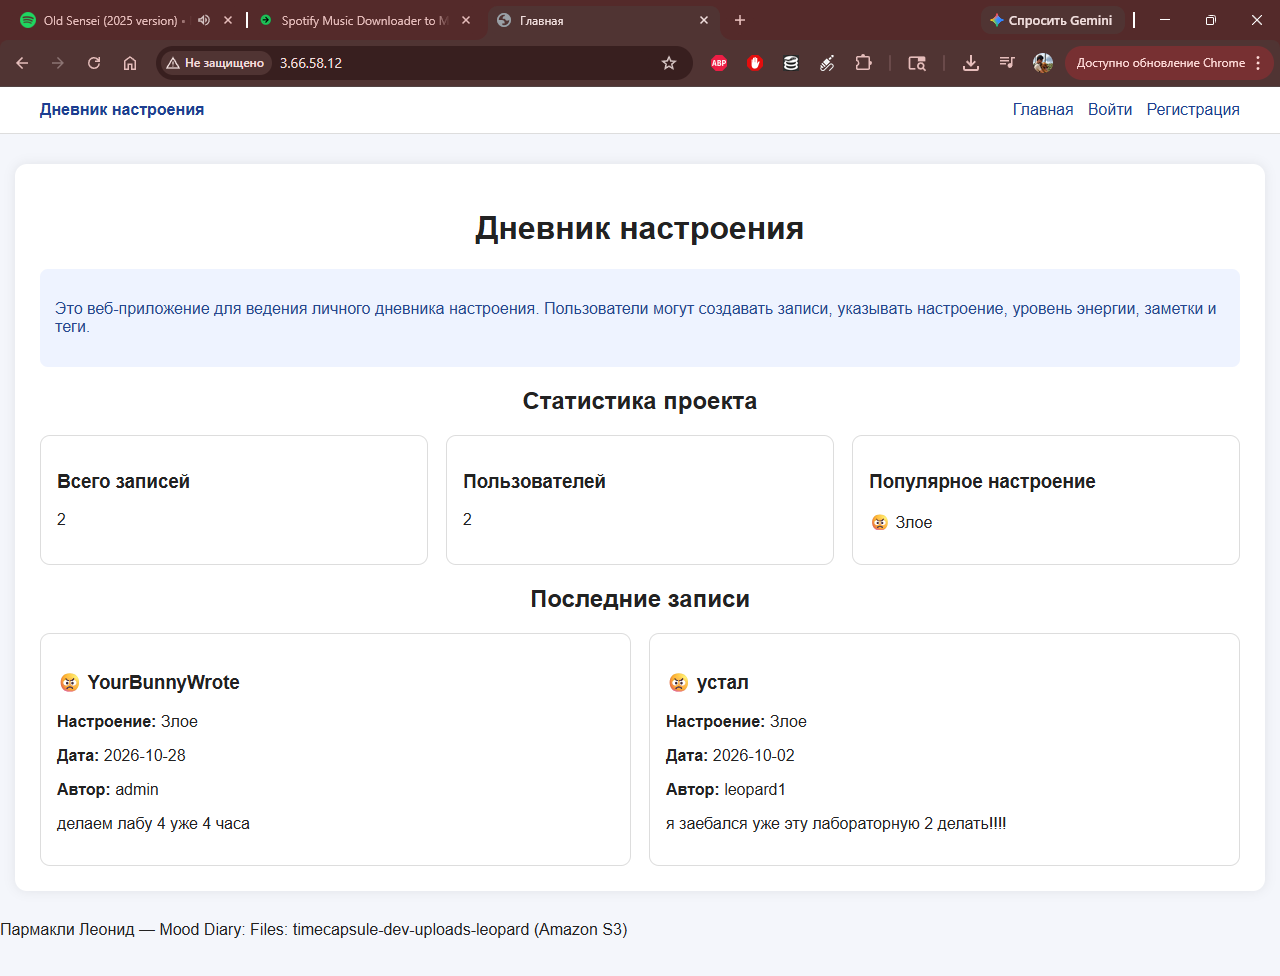 Old Sensei (2025 version) •
Spotify Music Downloader to M
Главная
Спросить Gemini
Не защищено
3.66.58.12
ABP
Доступно обновление Chrome
Дневник настроения
Главная
Войти
Регистрация
Дневник настроения
Это веб-приложение для ведения личного дневника настроения. Пользователи могут создавать записи, указывать настроение, уровень энергии, заметки и
теги.
Статистика проекта
Всего записей
2
Пользователей
2
Популярное настроение
😡 Злое
Последние записи
😡 YourBunnyWrote
Настроение: Злое
Дата: 2026-10-28
Автор: admin
делаем лабу 4 уже 4 часа
😡 устал
Настроение: Злое
Дата: 2026-10-02
Автор: leopard1
я заебался уже эту лабораторную 2 делать!!!!
Пармакли Леонид — Mood Diary: Files: timecapsule-dev-uploads-leopard (Amazon S3)